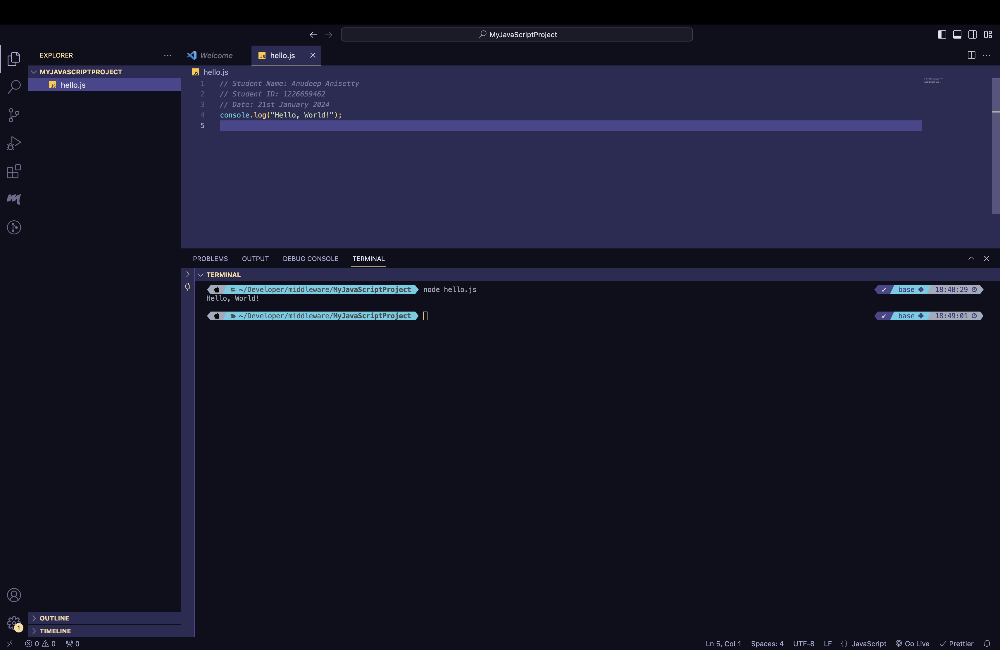 MyJavaScriptProject
EXPLORER
Welcome
JS hello.js
MYJAVASCRIPTPROJECT
JS hello.js
JS hello.js
1 // Student Name: Anudeep Anisetty
2 // Student ID: 1226659462
3 // Date: 21st January 2024
4 console.log("Hello, World!");
5
PROBLEMS OUTPUT DEBUG CONSOLE TERMINAL
TERMINAL
~/Developer/middleware/MyJavaScriptProject node hello.js ✔ base 18:48:29
Hello, World!
~/Developer/middleware/MyJavaScriptProject ✔ base 18:49:01
OUTLINE
1
TIMELINE
0 0 0 Ln 5, Col 1 Spaces: 4 UTF-8 LF {} JavaScript Go Live Prettier